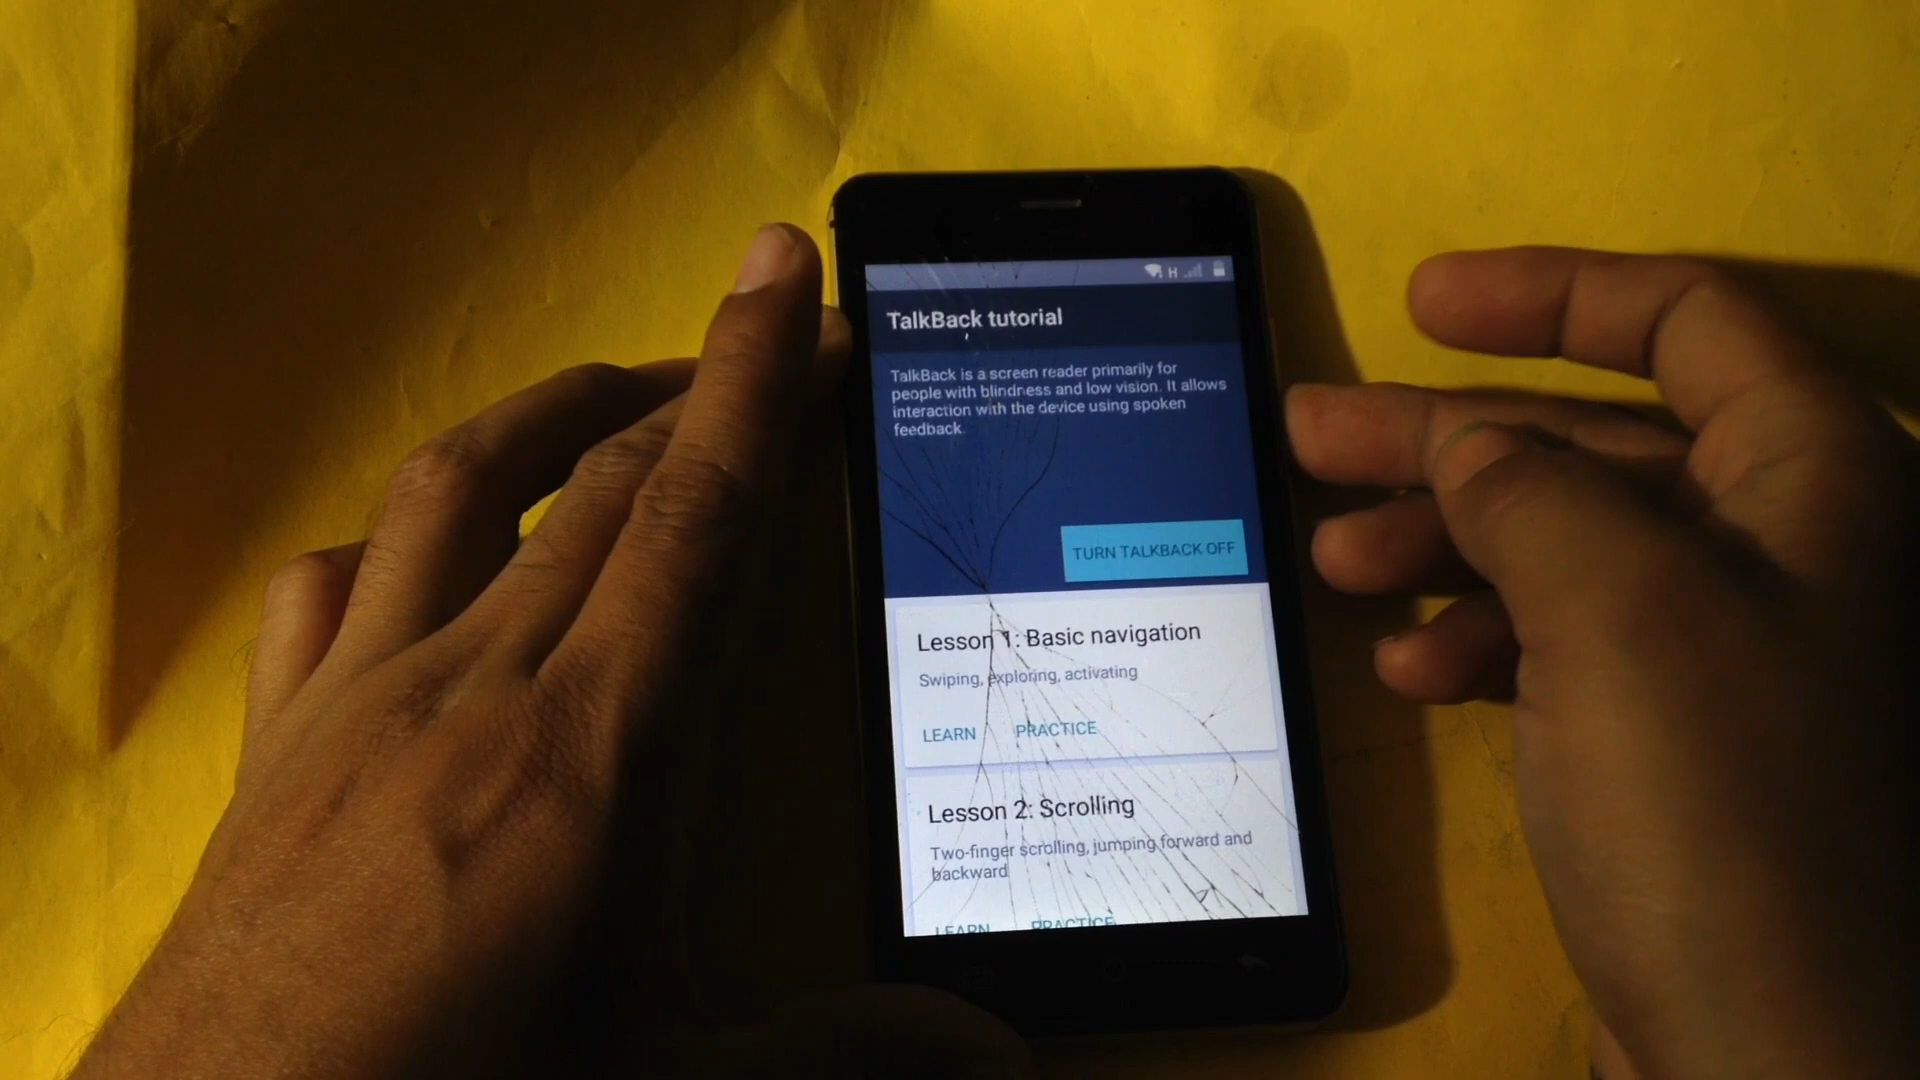 H
TalkBack tutorial
TalkBack is a screen reader primarily for
people with blindness and low vision. It allows
interaction with the device using spoken
feedback.
TURN TALKBACK OFF
Lesson 1: Basic navigation
Swiping, exploring, activating
LEARN PRACTICE
Lesson 2: Scrolling
Two-finger scrolling, jumping forward and
backward
LEARN PRACTICE